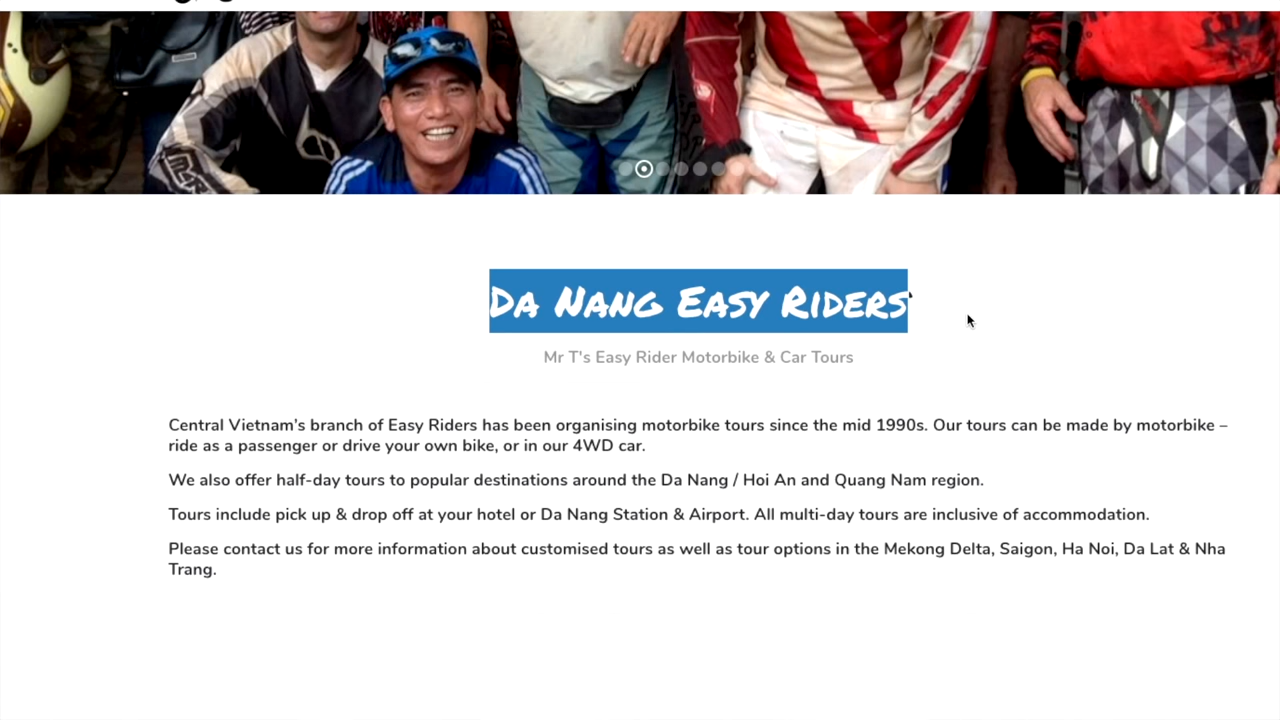 Da Nang Easy Riders
Mr T's Easy Rider Motorbike & Car Tours
Central Vietnam’s branch of Easy Riders has been organising motorbike tours since the mid 1990s. Our tours can be made by motorbike –
ride as a passenger or drive your own bike, or in our 4WD car.
We also offer half-day tours to popular destinations around the Da Nang / Hoi An and Quang Nam region.
Tours include pick up & drop off at your hotel or Da Nang Station & Airport. All multi-day tours are inclusive of accommodation.
Please contact us for more information about customised tours as well as tour options in the Mekong Delta, Saigon, Ha Noi, Da Lat & Nha
Trang.